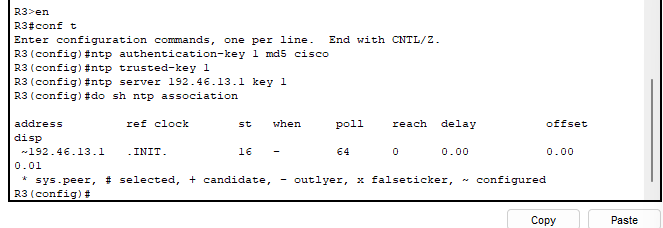 R3>en
R3#conf t
Enter configuration commands, one per line.  End with CNTL/Z.
R3(config)#ntp authentication-key 1 md5 cisco
R3(config)#ntp trusted-key 1
R3(config)#ntp server 192.46.13.1 key 1
R3(config)#do sh ntp association
address         ref clock       st   when     poll    reach  delay          offset
disp
 ~192.46.13.1   .INIT.          16   -        64      0      0.00           0.00
0.01
 * sys.peer, # selected, + candidate, - outlyer, x falseticker, ~ configured
R3(config)#
Copy Paste